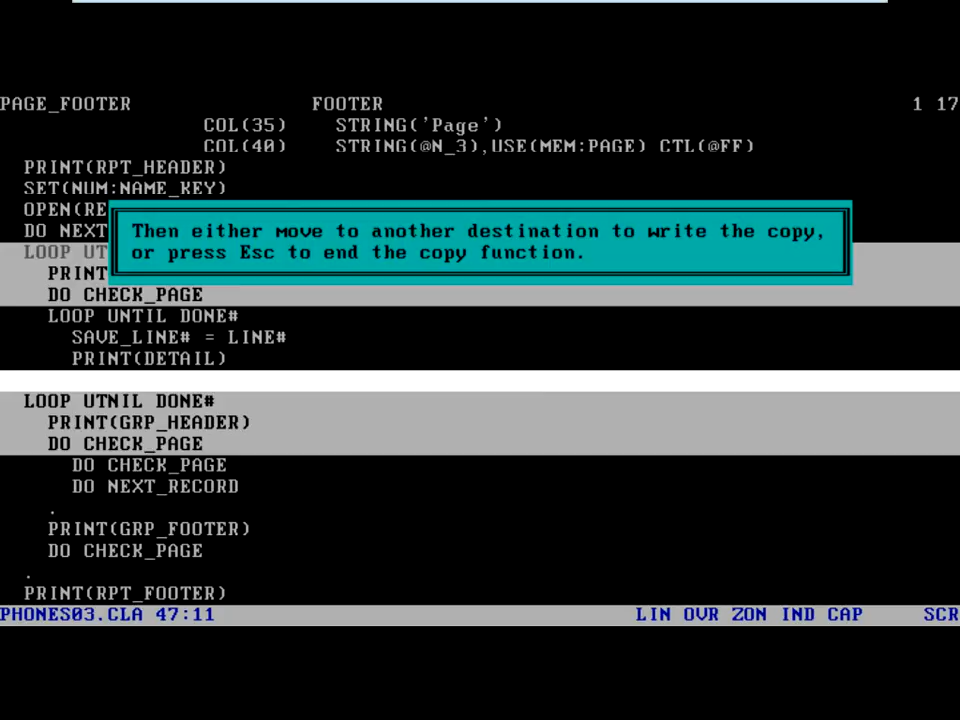 PAGE_FOOTER FOOTER 1 17
COL(35) STRING('Page')
COL(40) STRING(@N_3),USE(MEM:PAGE) CTL(@FF)
PRINT(RPT_HEADER)
SET(NUM:NAME_KEY)
OPEN(RE
DO NEXT
Then either move to another destination to write the copy,
or press Esc to end the copy function.
LOOP UT
PRINT
DO CHECK_PAGE
LOOP UNTIL DONE#
SAVE_LINE# = LINE#
PRINT(DETAIL)
LOOP UTNIL DONE#
PRINT(GRP_HEADER)
DO CHECK_PAGE
DO CHECK_PAGE
DO NEXT_RECORD
.
PRINT(GRP_FOOTER)
DO CHECK_PAGE
.
PRINT(RPT_FOOTER)
PHONES03.CLA 47:11 LIN OVR ZON IND CAP SCR